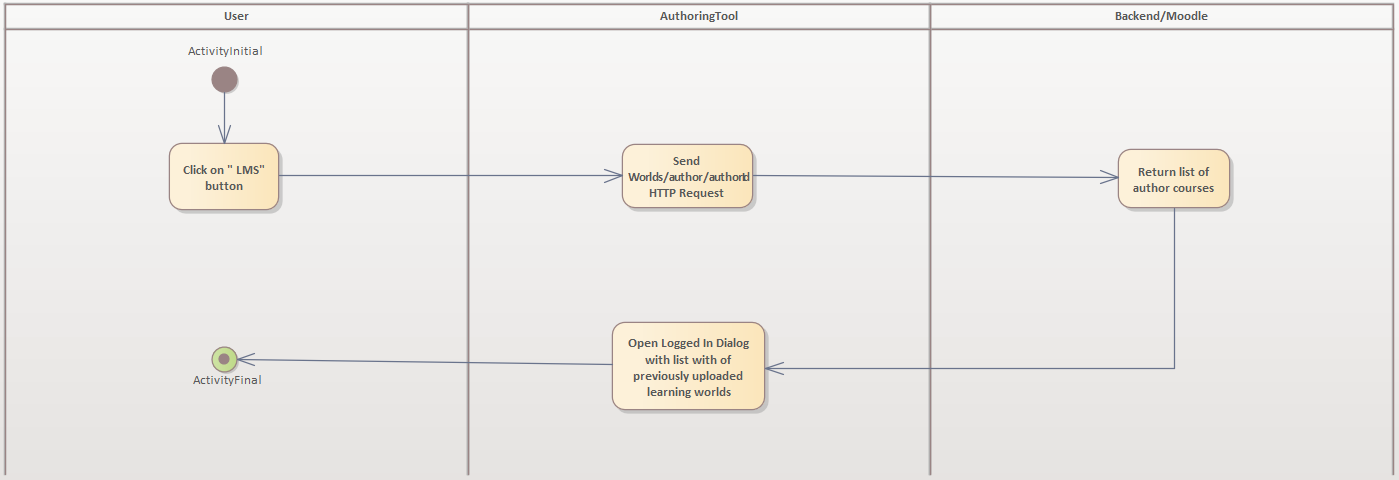 User
AuthoringTool
Backend/Moodle
ActivityInitial
Click on " LMS"
button
Send
Worlds/author/authorId
HTTP Request
Return list of
author courses
Open Logged In Dialog
with list with of
previously uploaded
learning worlds
ActivityFinal